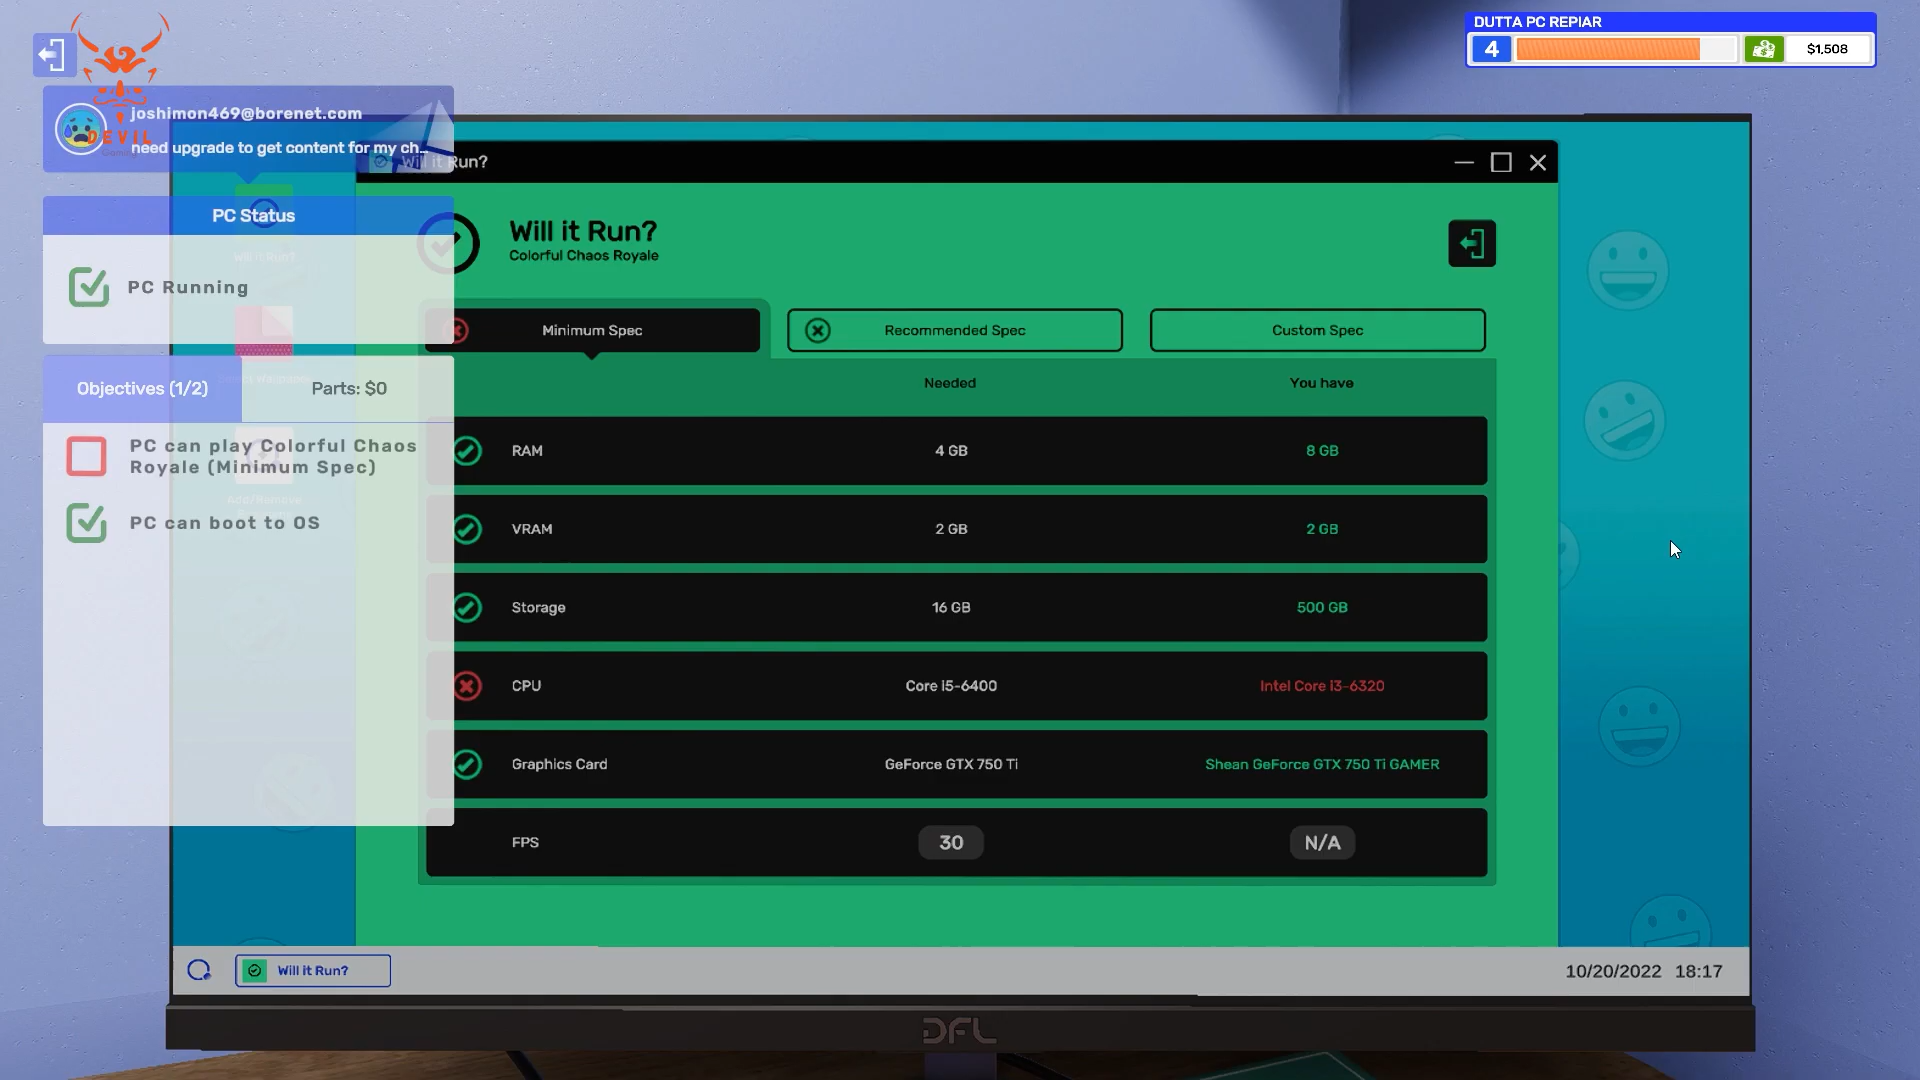 DUTTA PC REPIAR
4
$1,508
joshimon469@borenet.com
need upgrade to get content for my ch...
DEVIL
Will it Run?
PC Status
PC Running
Objectives (1/2)
Parts: $0
PC can play Colorful Chaos
Royale (Minimum Spec)
PC can boot to OS
Will it Run?
Colorful Chaos Royale
Minimum Spec
Recommended Spec
Custom Spec
Needed
You have
RAM
4 GB
8 GB
VRAM
2 GB
2 GB
Storage
16 GB
500 GB
CPU
Core i5-6400
Intel Core i3-6320
Graphics Card
GeForce GTX 750 Ti
Shean GeForce GTX 750 Ti GAMER
FPS
30
N/A
Will it Run?
10/20/2022 18:17
DFL